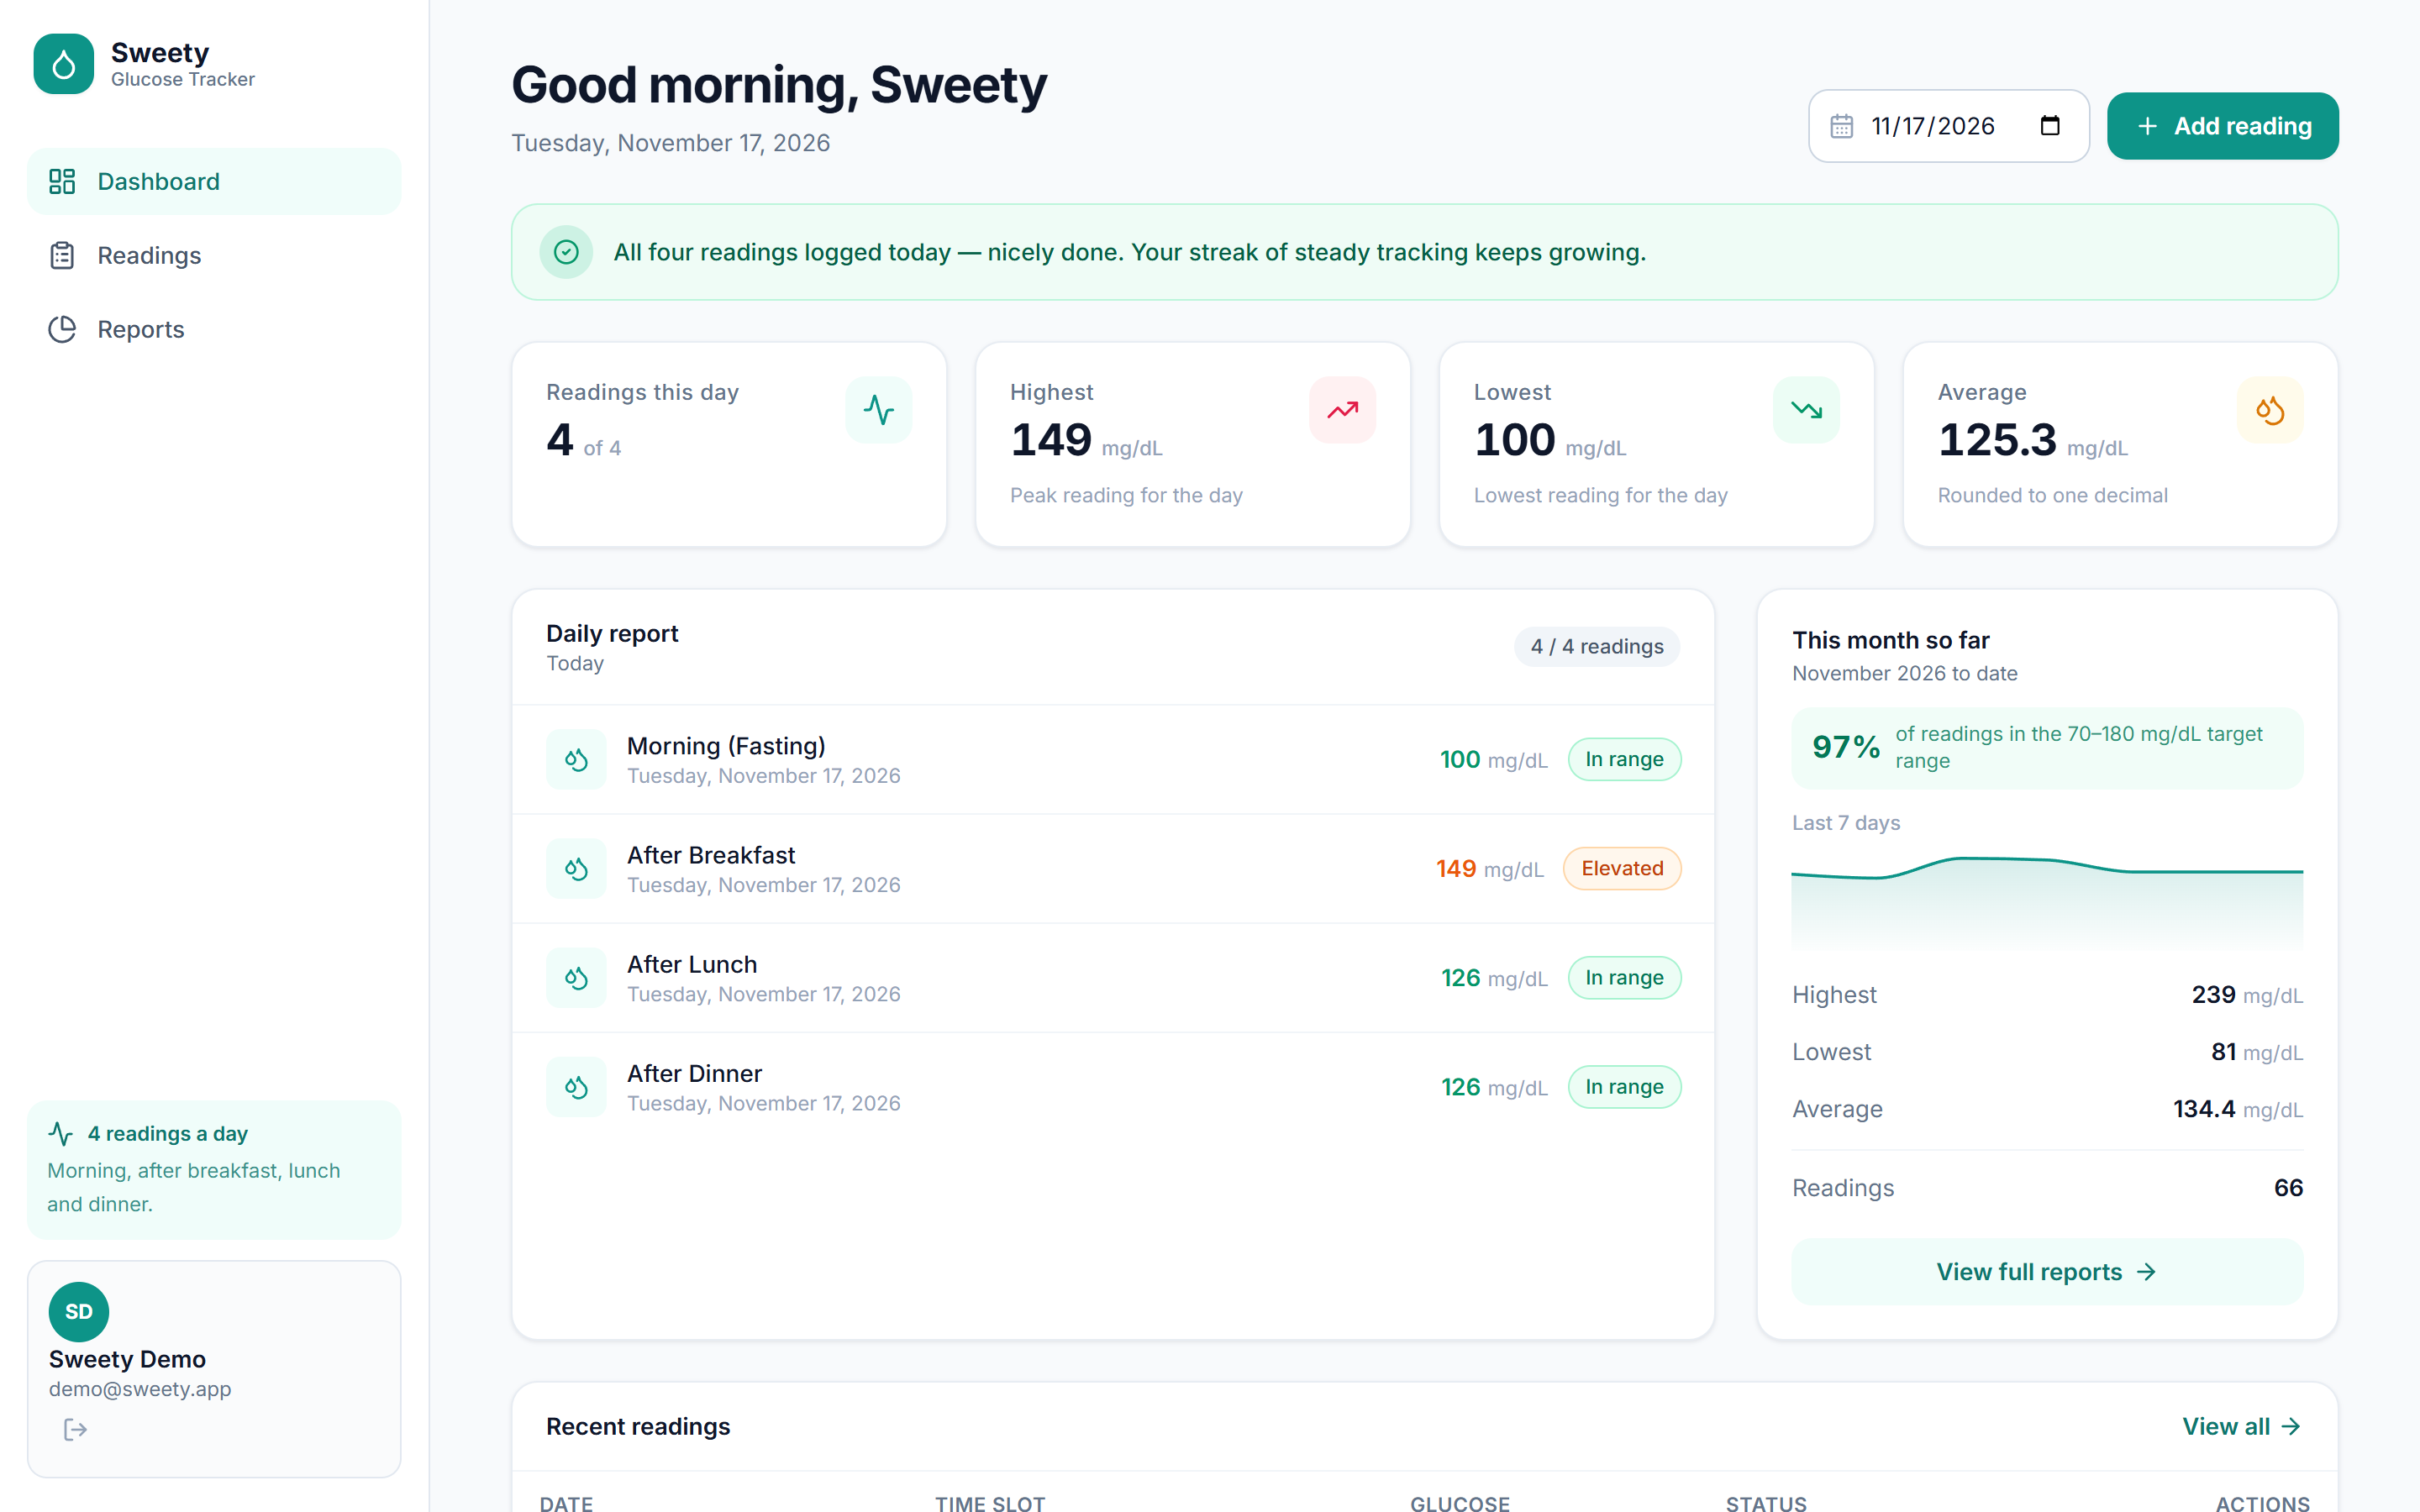 Sweety
Glucose Tracker
Dashboard
Readings
Reports
4 readings a day
Morning, after breakfast, lunch
and dinner.
SD
Sweety Demo
demo@sweety.app
Good morning, Sweety
Tuesday, November 17, 2026
11/17/2026
Add reading
All four readings logged today — nicely done. Your streak of steady tracking keeps growing.
Readings this day
4 of 4
Highest
149 mg/dL
Peak reading for the day
Lowest
100 mg/dL
Lowest reading for the day
Average
125.3 mg/dL
Rounded to one decimal
Daily report
Today
4 / 4 readings
Morning (Fasting)
Tuesday, November 17, 2026
100 mg/dL In range
After Breakfast
Tuesday, November 17, 2026
149 mg/dL Elevated
After Lunch
Tuesday, November 17, 2026
126 mg/dL In range
After Dinner
Tuesday, November 17, 2026
126 mg/dL In range
This month so far
November 2026 to date
97% of readings in the 70–180 mg/dL target
range
Last 7 days
Highest 239 mg/dL
Lowest 81 mg/dL
Average 134.4 mg/dL
Readings 66
View full reports
Recent readings
View all
DATE TIME SLOT GLUCOSE STATUS ACTIONS